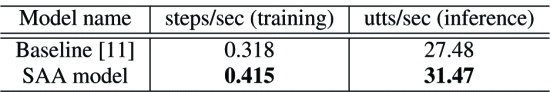 Model name steps/sec (training) utts/sec (inference)
Baseline [11] 0.318 27.48
SAA model 0.415 31.47